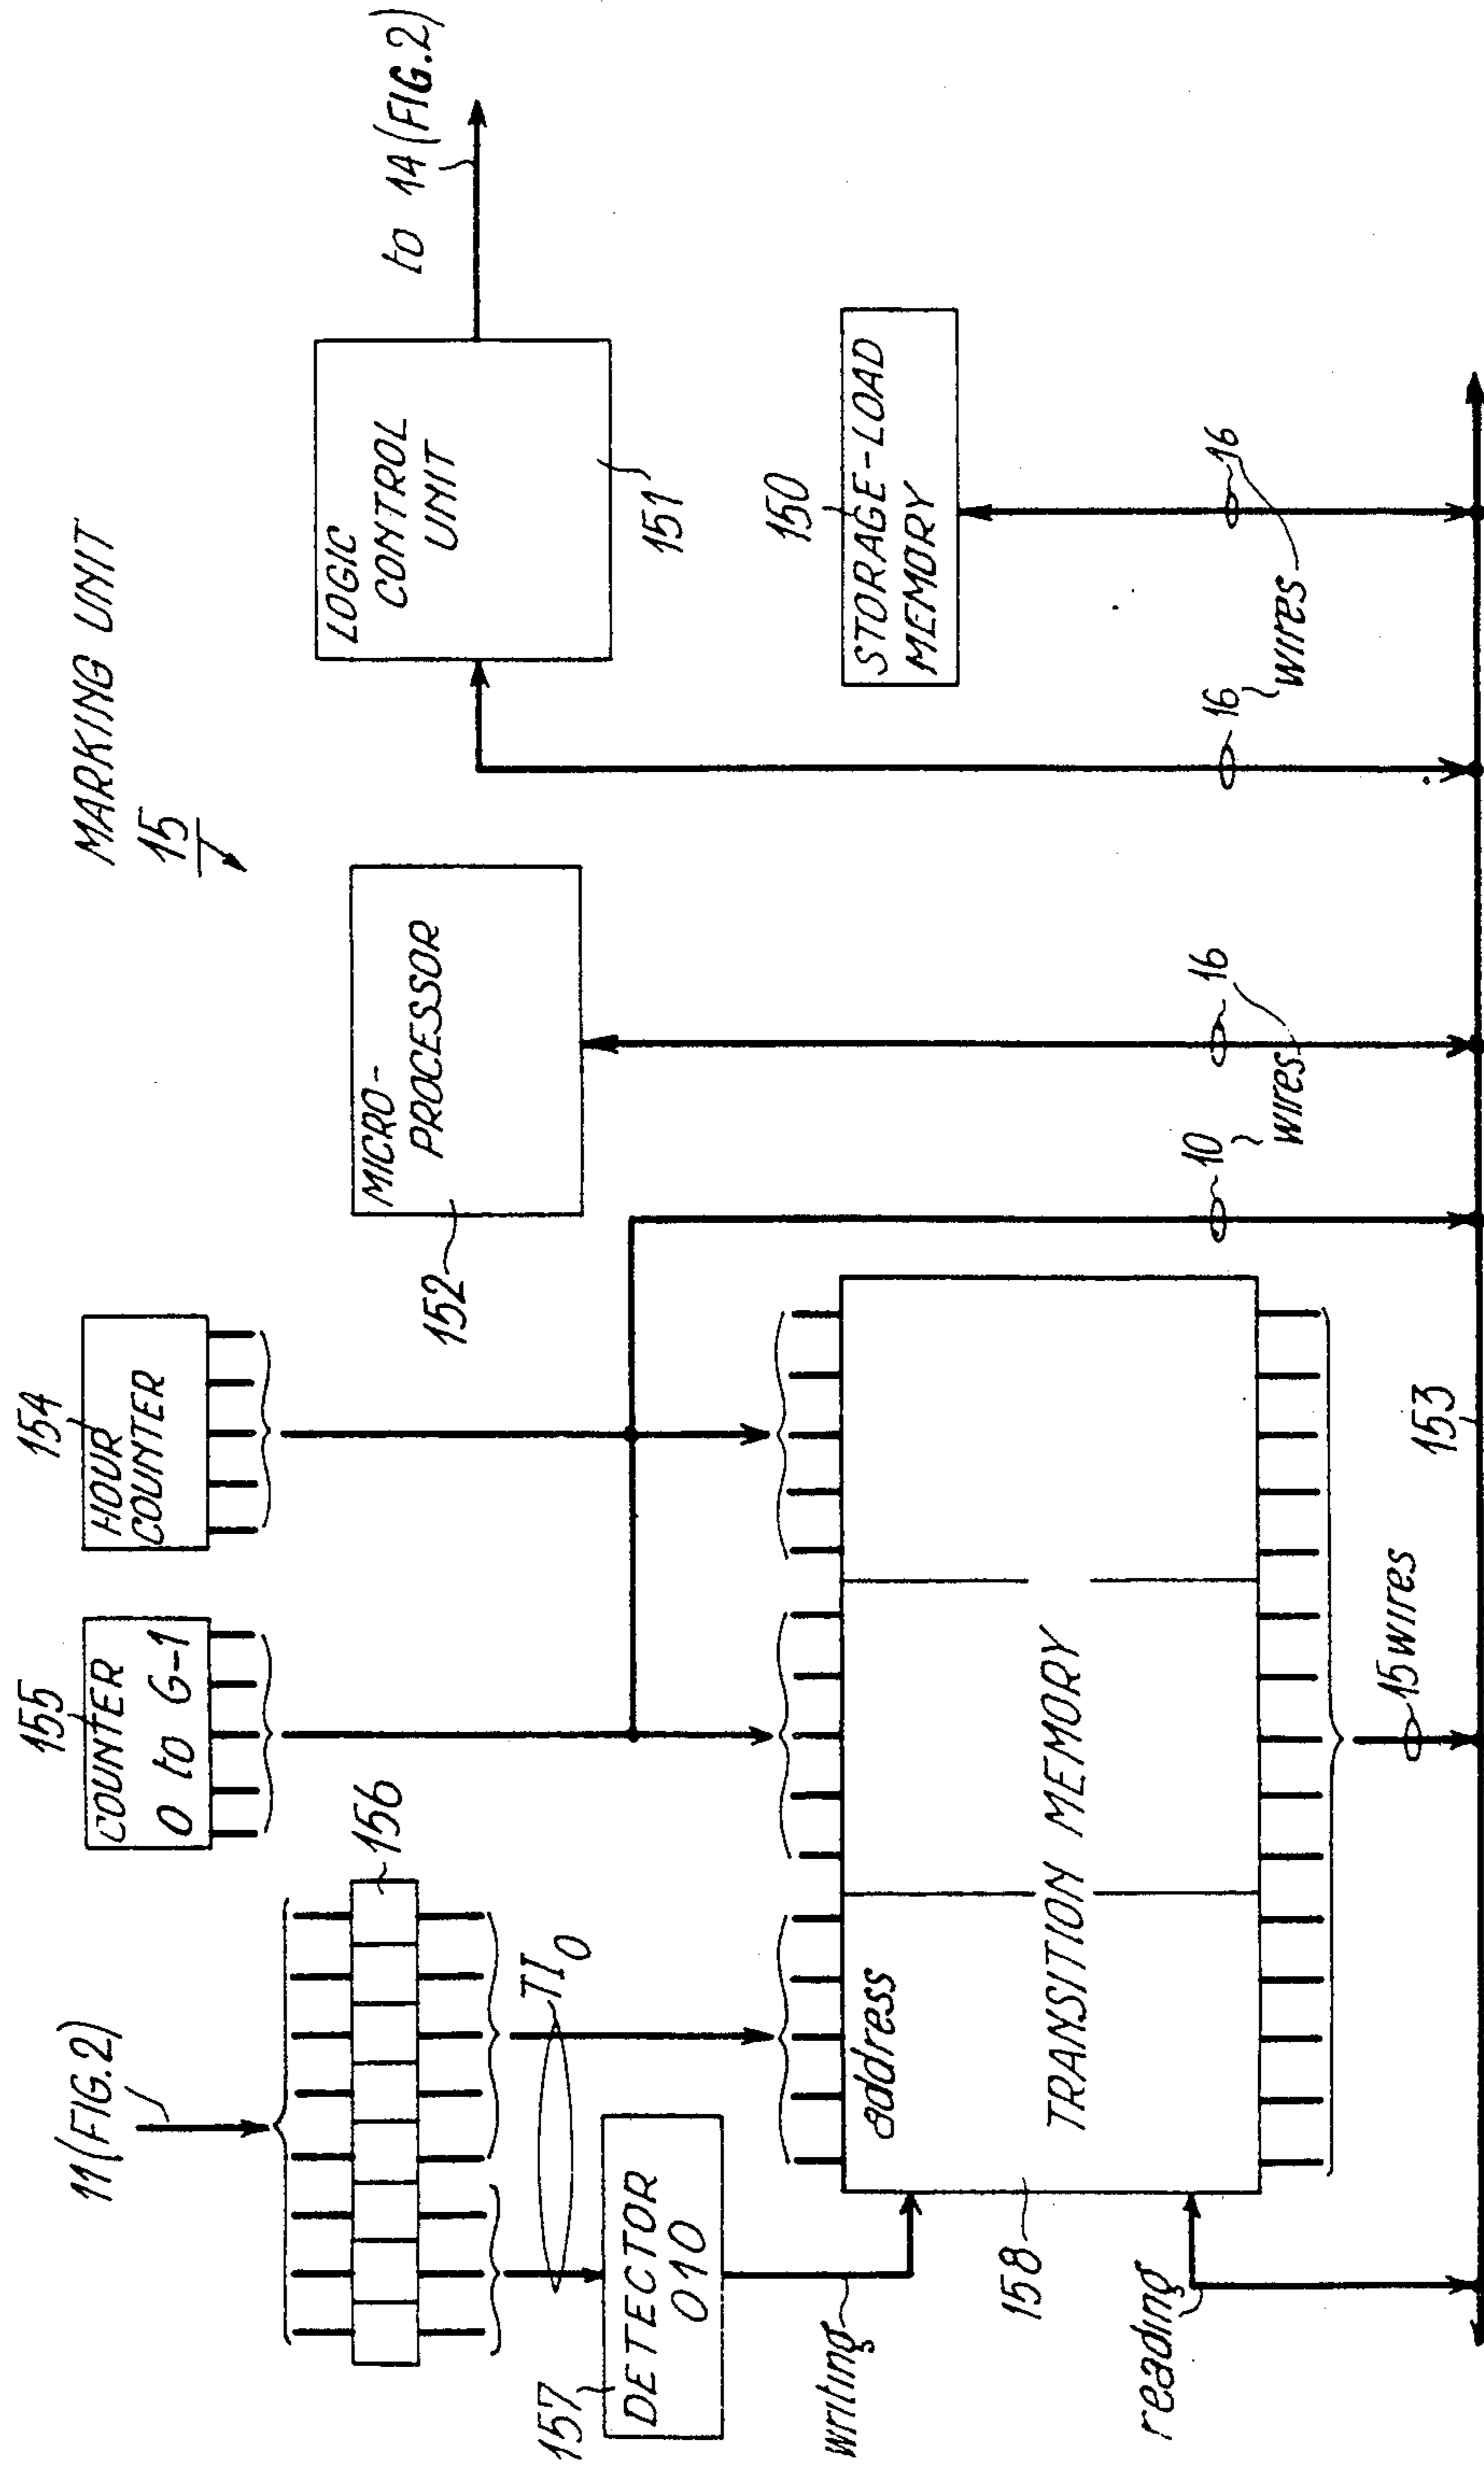 MARKING UNIT
15
11 (FIG.2)
156
155
COUNTER
0 to G-1
154
HOUR
COUNTER
152
MICRO-
PROCESSOR
LOGIC
CONTROL
UNIT
151
to 14 (FIG.2)
150
STORAGE-LOAD
MEMORY
TI0
157
DETECTOR
010
writing
address
TRANSITION MEMORY
158
reading
15 wires
153
10
wires
16
16
wires
16